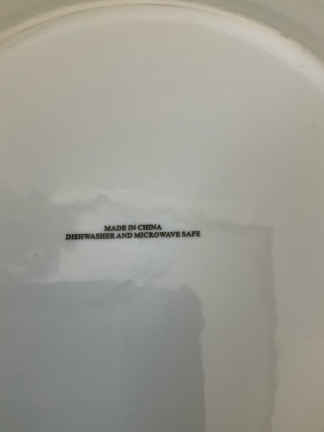 MADE IN CHINA
DISHWASHER AND MICROWAVE SAFE